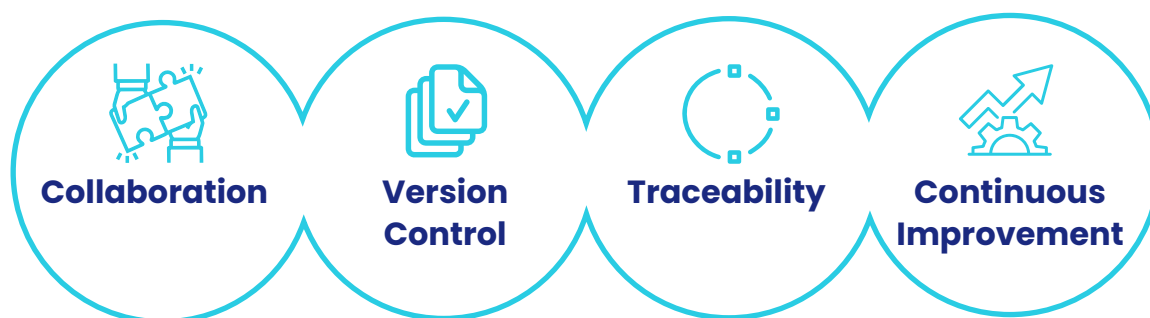 Collaboration
Version
Control
Traceability
Continuous
Improvement